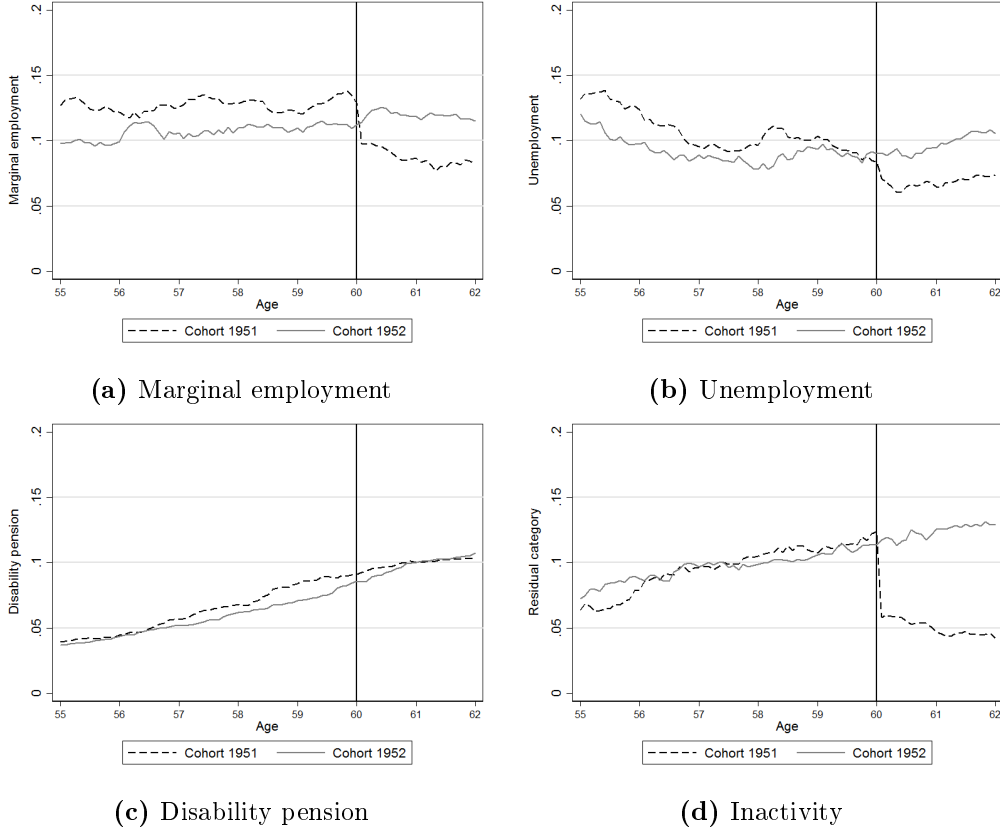 Marginal employment
.2
.15
.1
.05
0
55 56 57 58 59 60 61 62
Age
Cohort 1951 Cohort 1952
(a) Marginal employment
Unemployment
.2
.15
.1
.05
0
55 56 57 58 59 60 61 62
Age
Cohort 1951 Cohort 1952
(b) Unemployment
Disability pension
.2
.15
.1
.05
0
55 56 57 58 59 60 61 62
Age
Cohort 1951 Cohort 1952
(c) Disability pension
Residual category
.2
.15
.1
.05
0
55 56 57 58 59 60 61 62
Age
Cohort 1951 Cohort 1952
(d) Inactivity